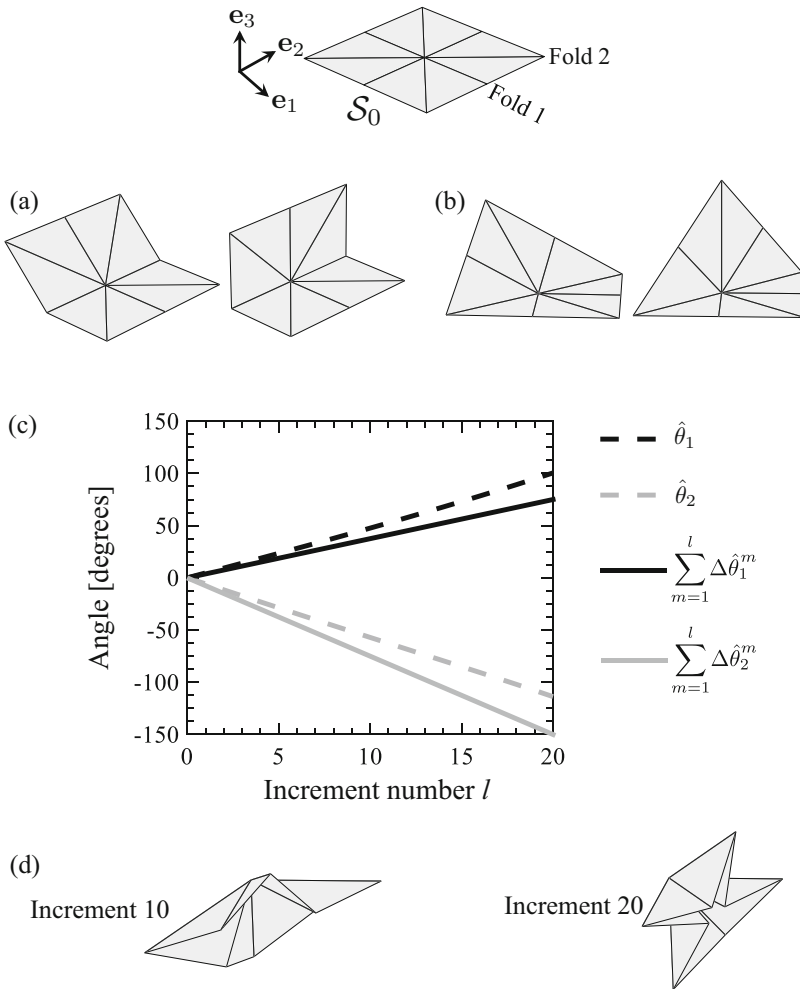 e₃
e₂
e₁
S₀
Fold 1
Fold 2
(a)
(b)
(c)
150
100
50
0
-50
-100
-150
Angle [degrees]
0 5 10 15 20
Increment number l
θ̂₁
θ̂₂
∑_{m=1}^{l} Δθ̂₁ᵐ
∑_{m=1}^{l} Δθ̂₂ᵐ
(d)
Increment 10
Increment 20